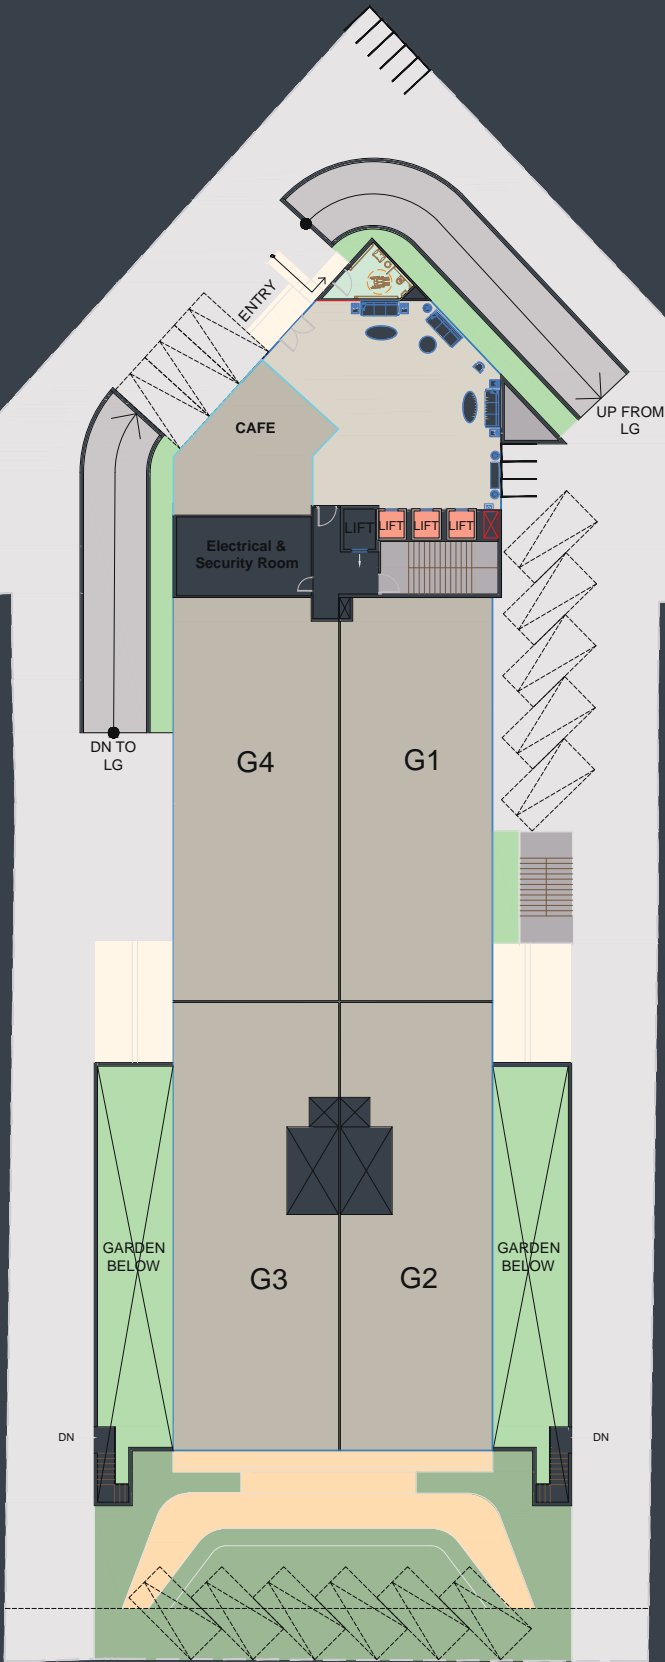 ENTRY
UP FROM
LG
CAFE
LIFT
LIFT
LIFT
LIFT
Electrical &
Security Room
DN TO
LG
G4
G1
GARDEN
BELOW
GARDEN
BELOW
G3
G2
DN
DN